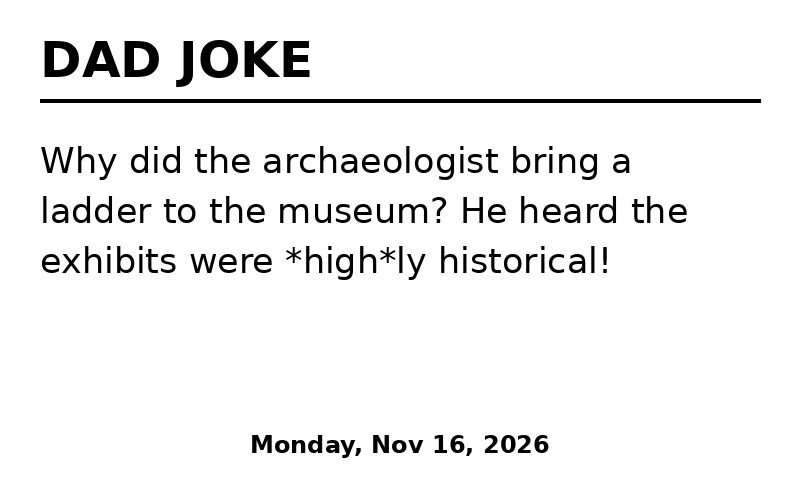 DAD JOKE
Why did the archaeologist bring a
ladder to the museum? He heard the
exhibits were *high*ly historical!
Monday, Nov 16, 2026